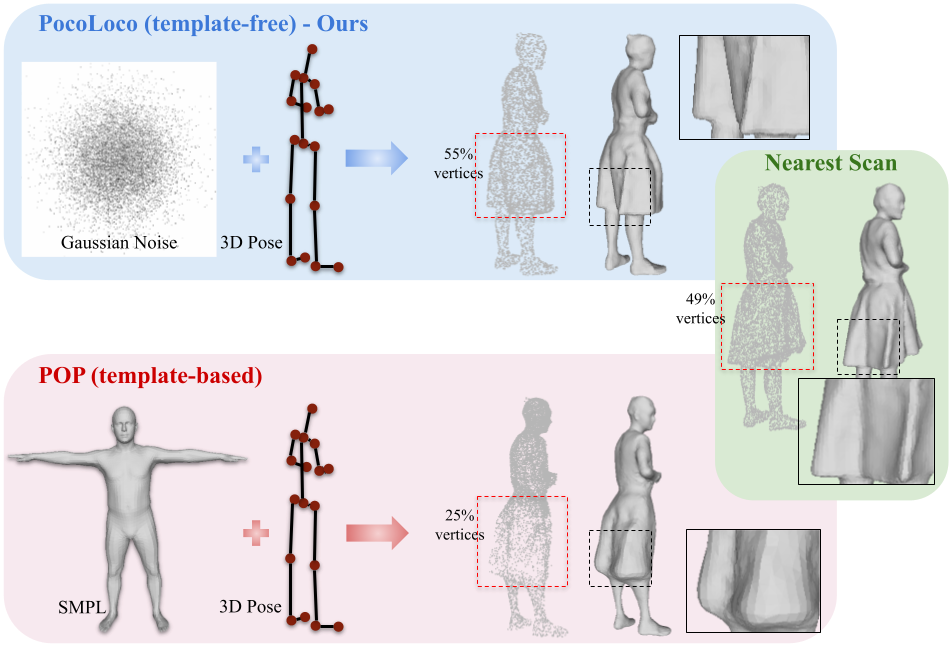 PocoLoco (template-free) - Ours
Gaussian Noise
3D Pose
55%
vertices
Nearest Scan
49%
vertices
POP (template-based)
SMPL
3D Pose
25%
vertices